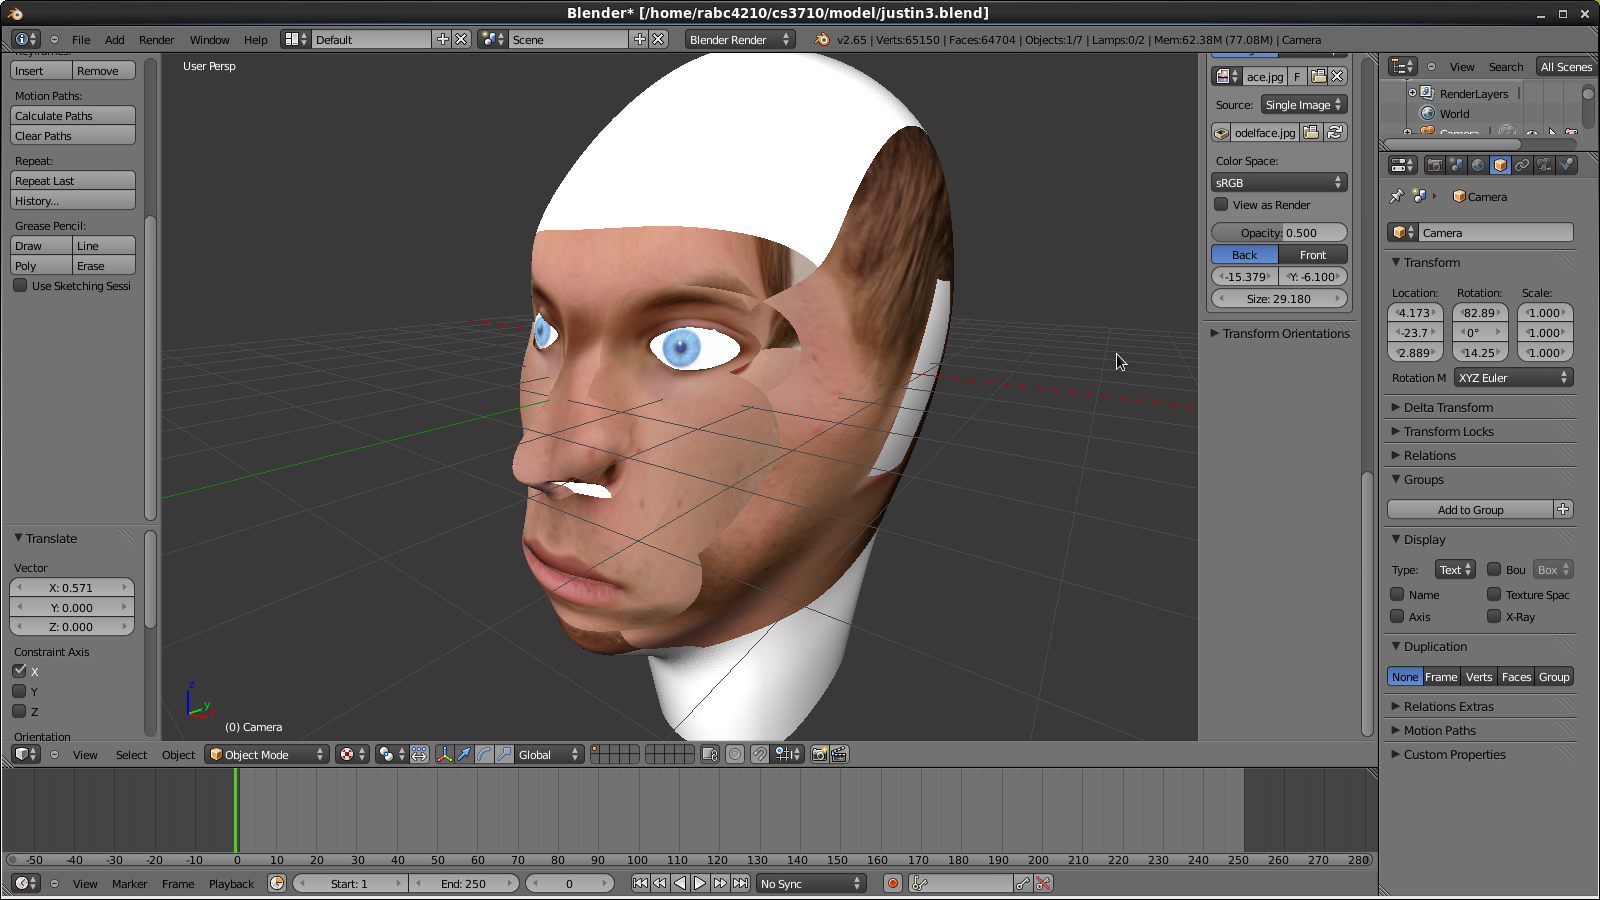 Blender* [/home/rabc4210/cs3710/model/justin3.blend]
File Add Render Window Help Default Scene Blender Render v2.65 | Verts:65150 | Faces:64704 | Objects:1/7 | Lamps:0/2 | Mem:62.38M (77.08M) | Camera
Insert Remove
Motion Paths:
Calculate Paths
Clear Paths
Repeat:
Repeat Last
History...
Grease Pencil:
Draw Line
Poly Erase
Use Sketching Sessi
Translate
Vector
X: 0.571
Y: 0.000
Z: 0.000
Constraint Axis
X
Y
Z
Orientation
User Persp
z
y
(0) Camera
ace.jpg F
Source: Single Image
odelface.jpg
Color Space:
sRGB
View as Render
Opacity: 0.500
Back Front
-15.379 Y: -6.100
Size: 29.180
Transform Orientations
View Search All Scenes
RenderLayers
World
Camera
Camera
Camera
Transform
Location: Rotation: Scale:
4.173 82.89 1.000
-23.7 0° 1.000
2.889 14.25 1.000
Rotation M XYZ Euler
Delta Transform
Transform Locks
Relations
Groups
Add to Group
Display
Type: Text Bou Box
Name Texture Spac
Axis X-Ray
Duplication
None Frame Verts Faces Group
Relations Extras
Motion Paths
Custom Properties
View Select Object Object Mode Global
-50 -40 -30 -20 -10 0 10 20 30 40 50 60 70 80 90 100 110 120 130 140 150 160 170 180 190 200 210 220 230 240 250 260 270 280
View Marker Frame Playback Start: 1 End: 250 0 No Sync